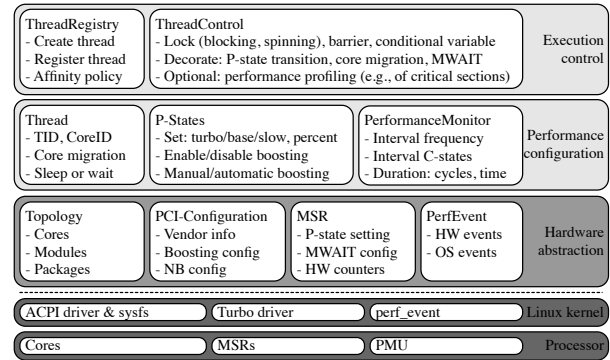 ThreadRegistry
- Create thread
- Register thread
- Affinity policy
ThreadControl
- Lock (blocking, spinning), barrier, conditional variable
- Decorate: P-state transition, core migration, MWAIT
- Optional: performance profiling (e.g., of critical sections)
Execution
control
Thread
- TID, CoreID
- Core migration
- Sleep or wait
P-States
- Set: turbo/base/slow, percent
- Enable/disable boosting
- Manual/automatic boosting
PerformanceMonitor
- Interval frequency
- Interval C-states
- Duration: cycles, time
Performance
configuration
Topology
- Cores
- Modules
- Packages
PCI-Configuration
- Vendor info
- Boosting config
- NB config
MSR
- P-state setting
- MWAIT config
- HW counters
PerfEvent
- HW events
- OS events
Hardware
abstraction
ACPI driver & sysfs
Turbo driver
perf_event
Linux kernel
Cores
MSRs
PMU
Processor